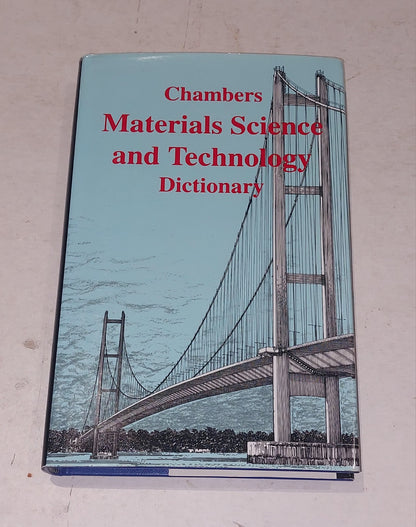 Chambers
Materials Science
and Technology
Dictionary